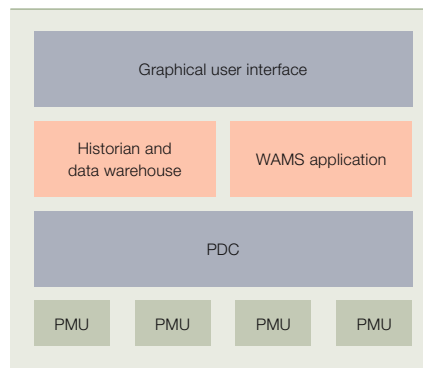 Graphical user interface
Historian and
data warehouse
WAMS application
PDC
PMU
PMU
PMU
PMU